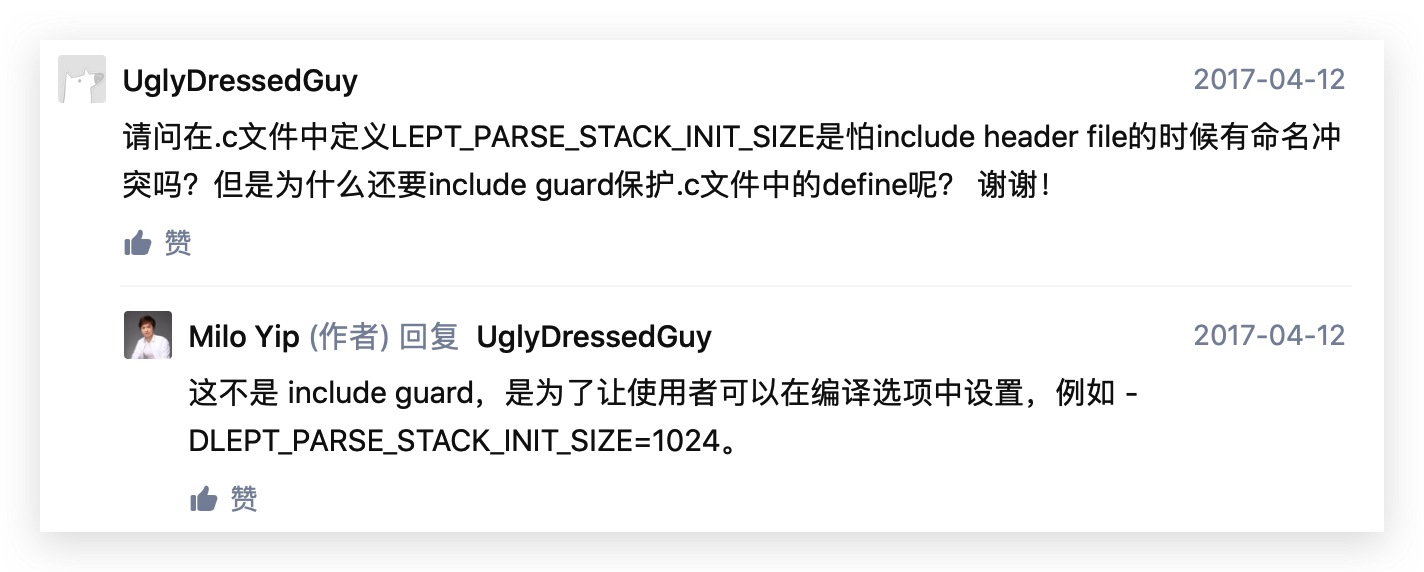 UglyDressedGuy 2017-04-12
请问在.c文件中定义LEPT_PARSE_STACK_INIT_SIZE是怕include header file的时候有命名冲
突吗？但是为什么还要include guard保护.c文件中的define呢？ 谢谢！
赞
Milo Yip (作者) 回复 UglyDressedGuy 2017-04-12
这不是 include guard，是为了让使用者可以在编译选项中设置，例如 -
DLEPT_PARSE_STACK_INIT_SIZE=1024。
赞